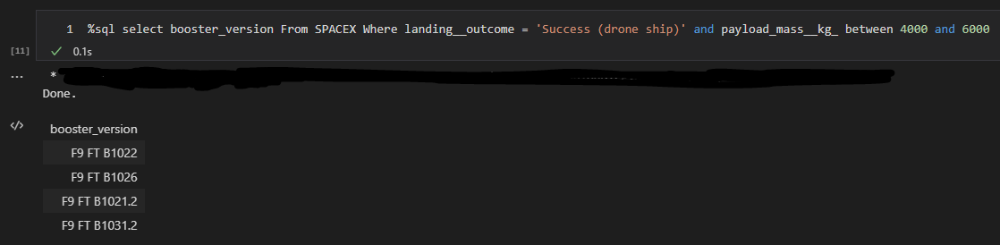 1 %sql select booster_version From SPACEX Where landing__outcome = 'Success (drone ship)' and payload_mass__kg_ between 4000 and 6000
[11] ✓ 0.1s
... *
Done.
</> booster_version
F9 FT B1022
F9 FT B1026
F9 FT B1021.2
F9 FT B1031.2